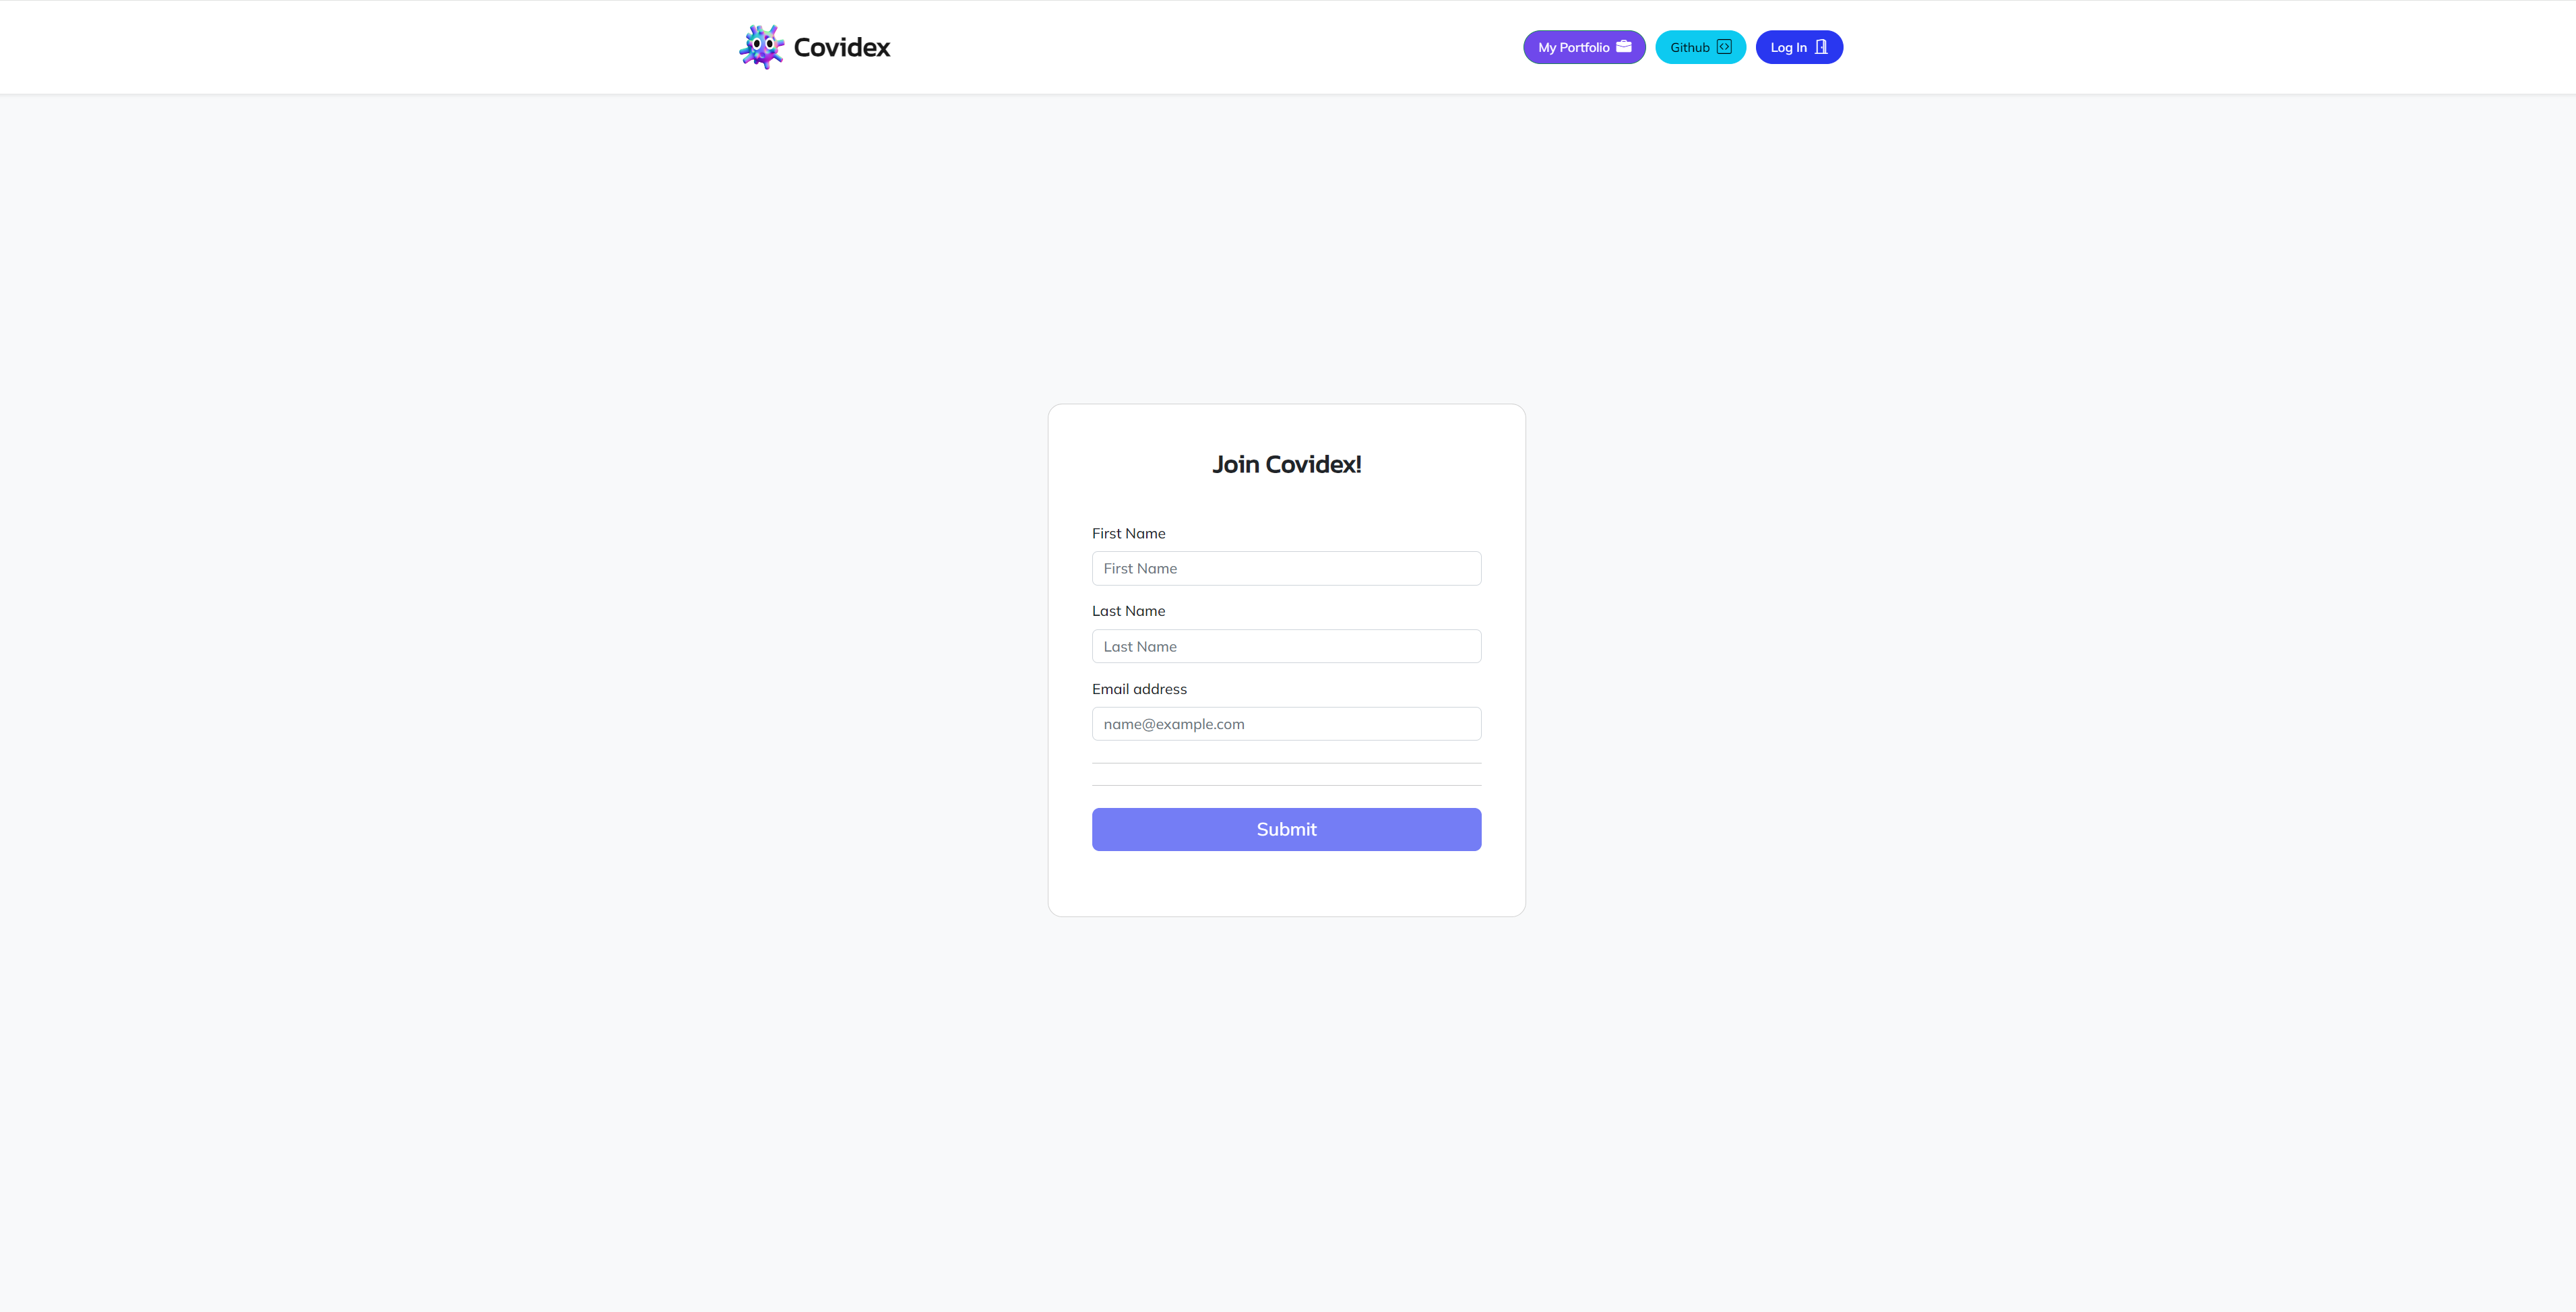 Covidex
My Portfolio
Github
Log In
Join Covidex!
First Name
First Name
Last Name
Last Name
Email address
name@example.com
Submit